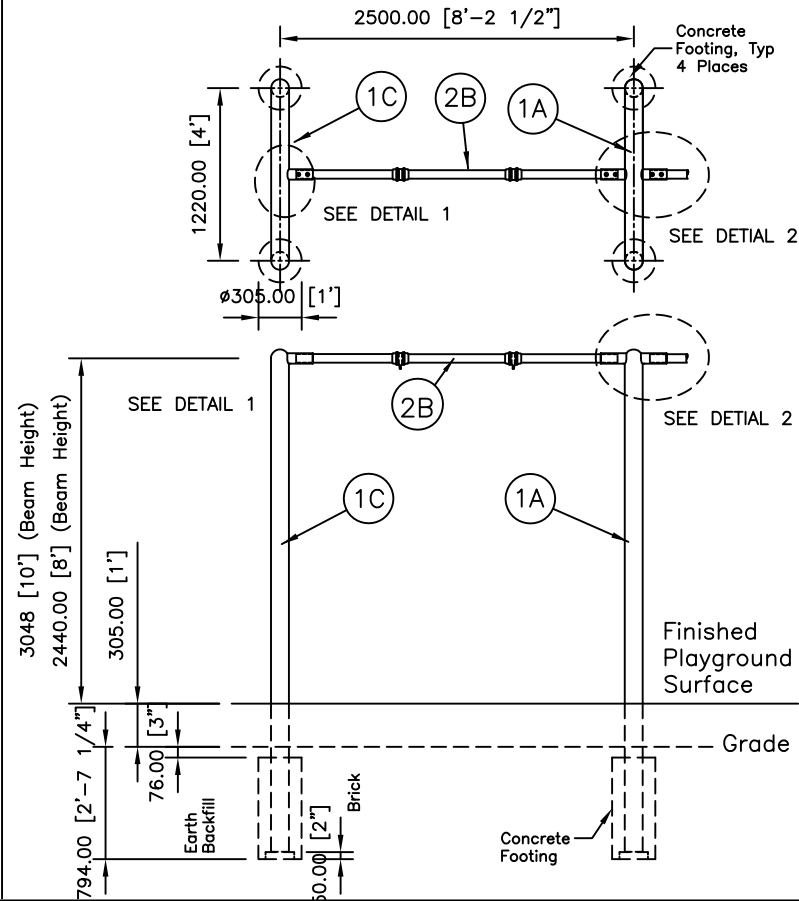 2500.00 [8'-2 1/2"]
Concrete
Footing, Typ
4 Places
1C
2B
1A
1220.00 [4']
SEE DETAIL 1
SEE DETIAL 2
ø305.00 [1']
SEE DETAIL 1
2B
SEE DETIAL 2
1C
1A
3048 [10'] (Beam Height)
2440.00 [8'] (Beam Height)
305.00 [1']
Finished
Playground
Surface
794.00 [2'-7 1/4"]
76.00 [3"]
Grade
Earth
Backfill
50.00 [2"]
Brick
Concrete
Footing